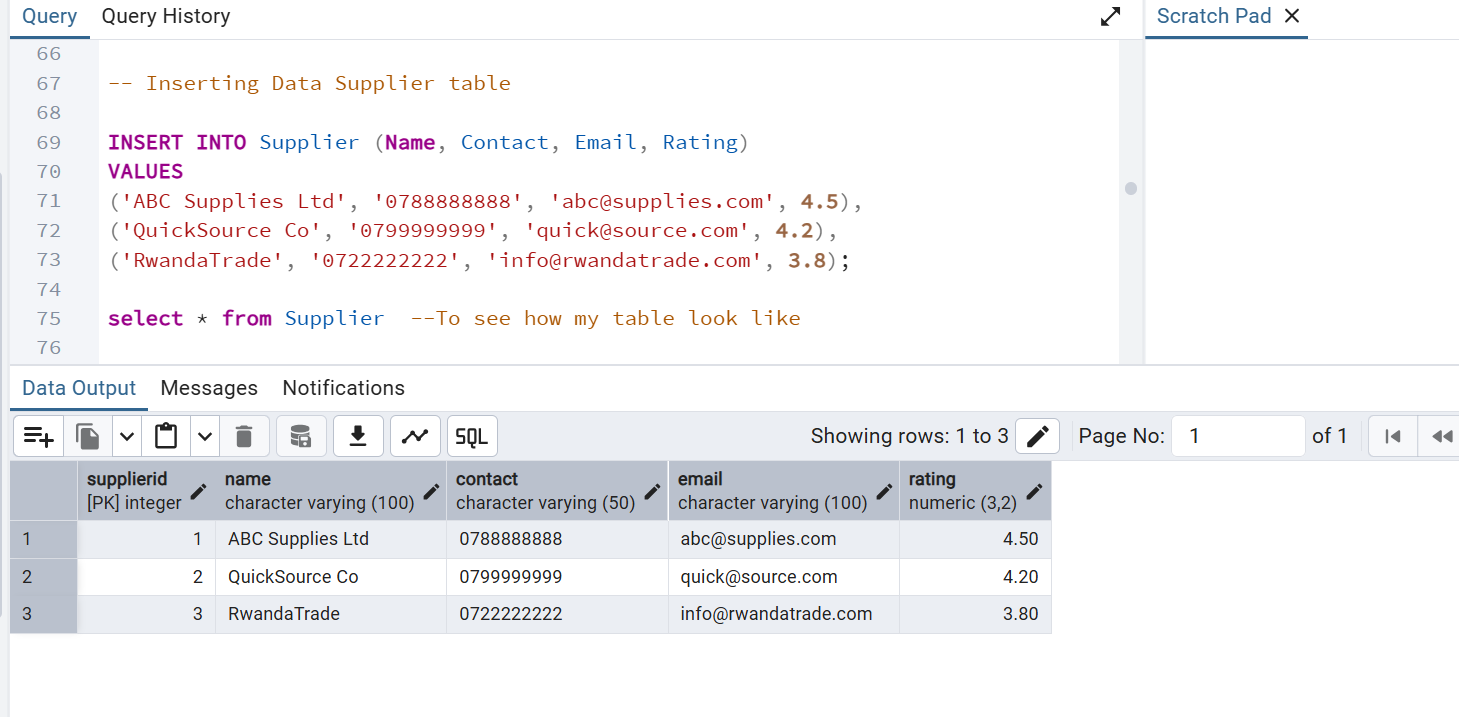 Query Query History Scratch Pad
66
67 -- Inserting Data Supplier table
68
69 INSERT INTO Supplier (Name, Contact, Email, Rating)
70 VALUES
71 ('ABC Supplies Ltd', '0788888888', 'abc@supplies.com', 4.5),
72 ('QuickSource Co', '0799999999', 'quick@source.com', 4.2),
73 ('RwandaTrade', '0722222222', 'info@rwandatrade.com', 3.8);
74
75 select * from Supplier --To see how my table look like
76
Data Output Messages Notifications
SQL Showing rows: 1 to 3 Page No: 1 of 1
supplierid name contact email rating
[PK] integer character varying (100) character varying (50) character varying (100) numeric (3,2)
1 1 ABC Supplies Ltd 0788888888 abc@supplies.com 4.50
2 2 QuickSource Co 0799999999 quick@source.com 4.20
3 3 RwandaTrade 0722222222 info@rwandatrade.com 3.80